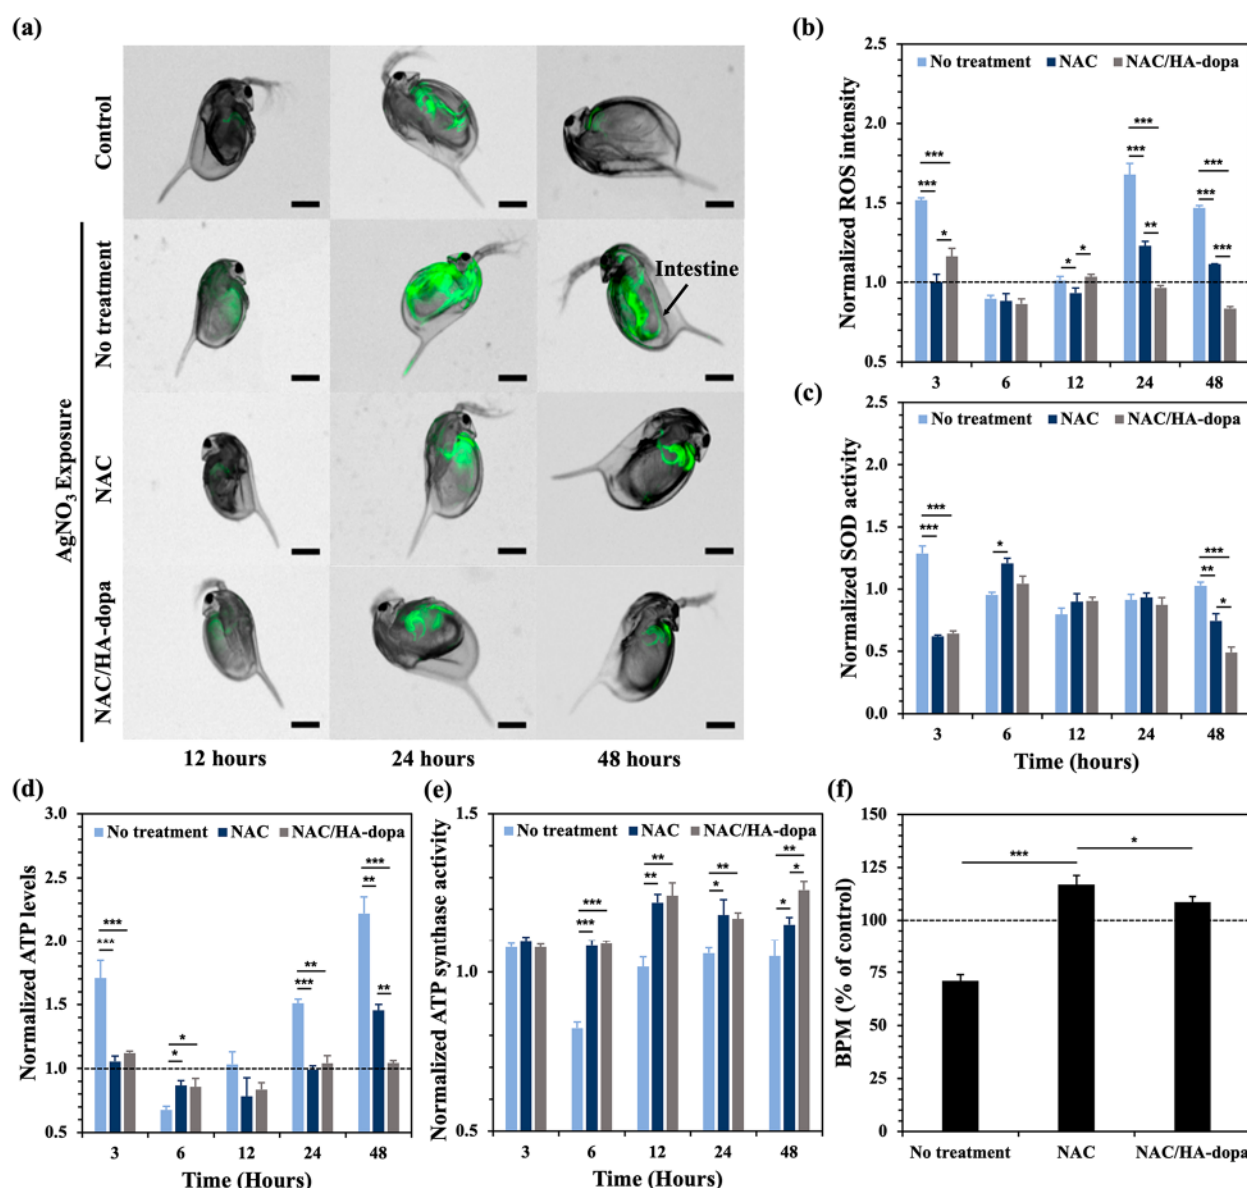 (a)
Control
No treatment
NAC
NAC/HA-dopa
AgNO3 Exposure
Intestine
12 hours
24 hours
48 hours
(b)
No treatment NAC NAC/HA-dopa
Normalized ROS intensity
2.5
2.0
1.5
1.0
0.5
*** *** * * * *** *** ** *** *** ***
3 6 12 24 48
(c)
No treatment NAC NAC/HA-dopa
Normalized SOD activity
2.5
2.0
1.5
1.0
0.5
0.0
*** *** * *** ** *
3 6 12 24 48
Time (hours)
(d)
No treatment NAC NAC/HA-dopa
Normalized ATP levels
3.0
2.5
2.0
1.5
1.0
0.5
*** *** * * ** *** *** ** **
3 6 12 24 48
Time (Hours)
(e)
No treatment NAC NAC/HA-dopa
Normalized ATP synthase activity
1.5
1.0
0.5
*** *** ** ** ** * ** * *
3 6 12 24 48
Time (Hours)
(f)
BPM (% of control)
150
125
100
75
50
25
0
*** *
No treatment NAC NAC/HA-dopa